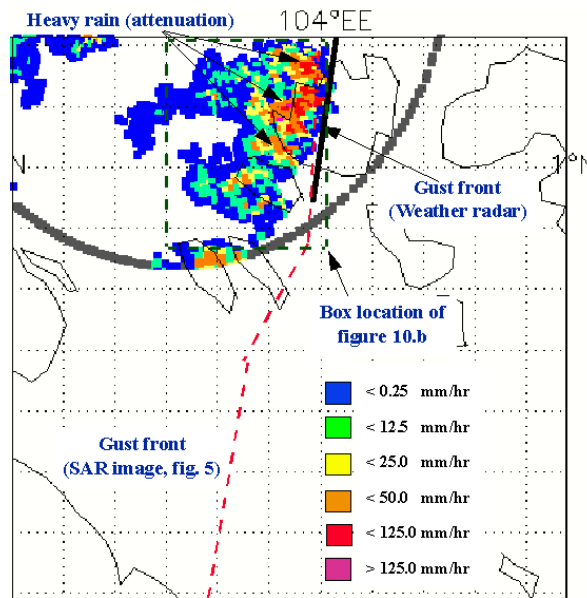 Heavy rain (attenuation)
104°EE
N
1°N
Gust front
(Weather radar)
Box location of
figure 10.b
< 0.25 mm/hr
< 12.5 mm/hr
< 25.0 mm/hr
< 50.0 mm/hr
< 125.0 mm/hr
> 125.0 mm/hr
Gust front
(SAR image, fig. 5)